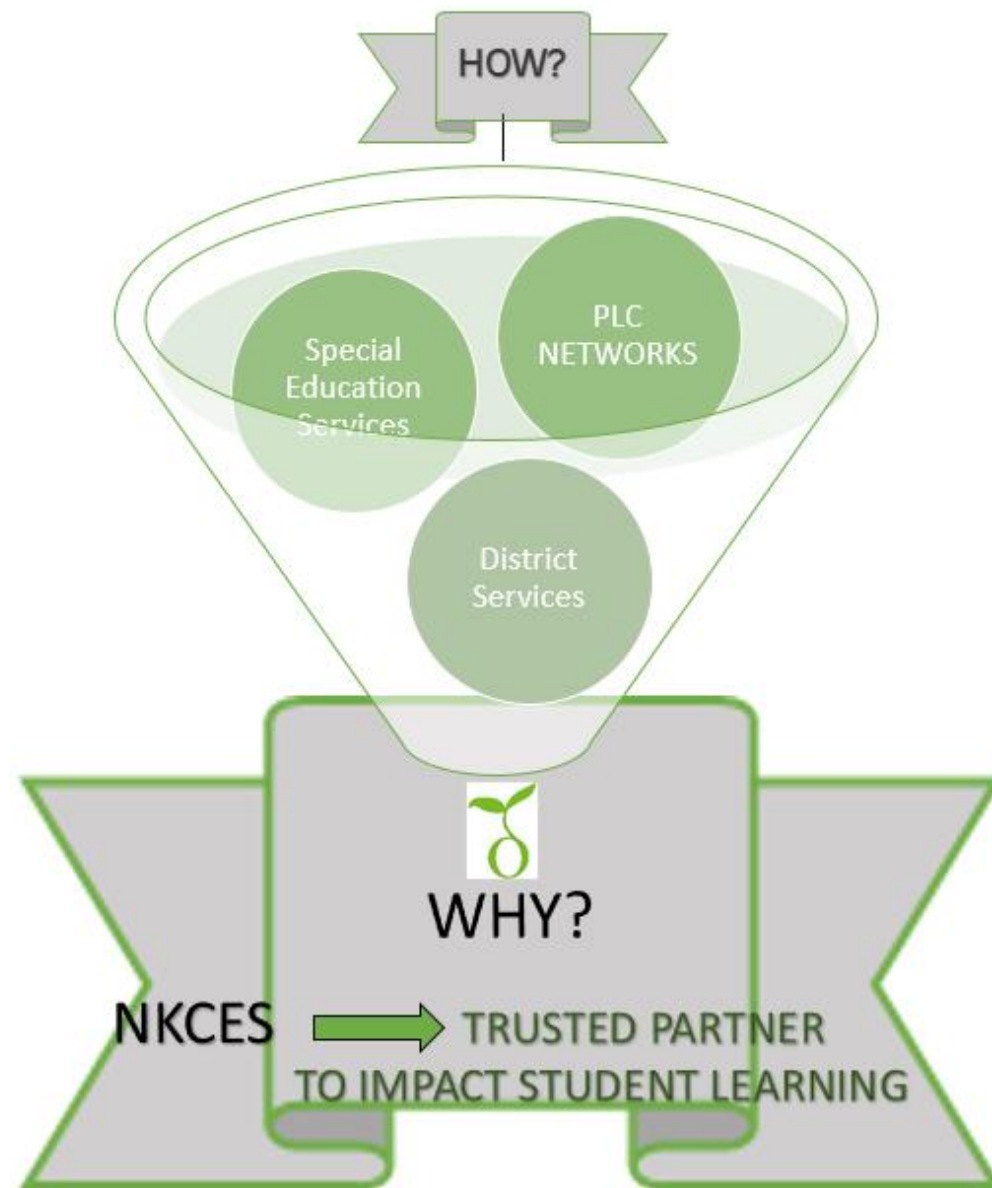 HOW?
PLC
NETWORKS
Special
Education
Services
District
Services
WHY?
NKCES
TRUSTED PARTNER
TO IMPACT STUDENT LEARNING